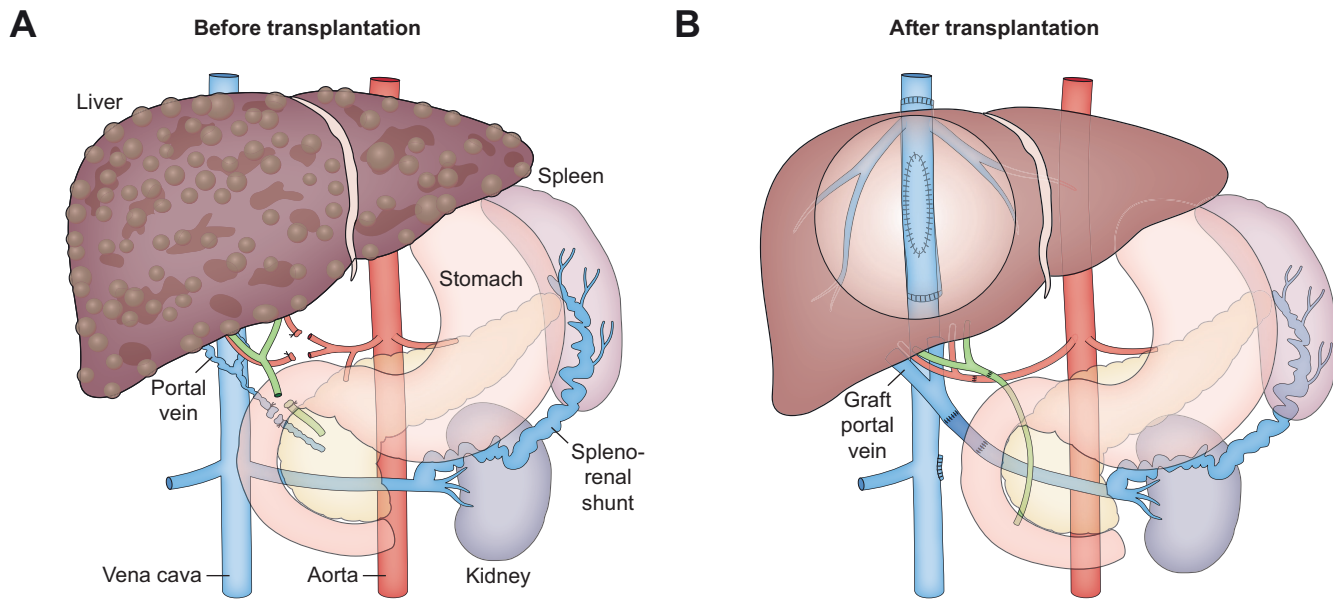 A
Before transplantation
Liver
Spleen
Stomach
Portal
vein
Spleno-
renal
shunt
Vena cava
Aorta
Kidney
B
After transplantation
Graft
portal
vein